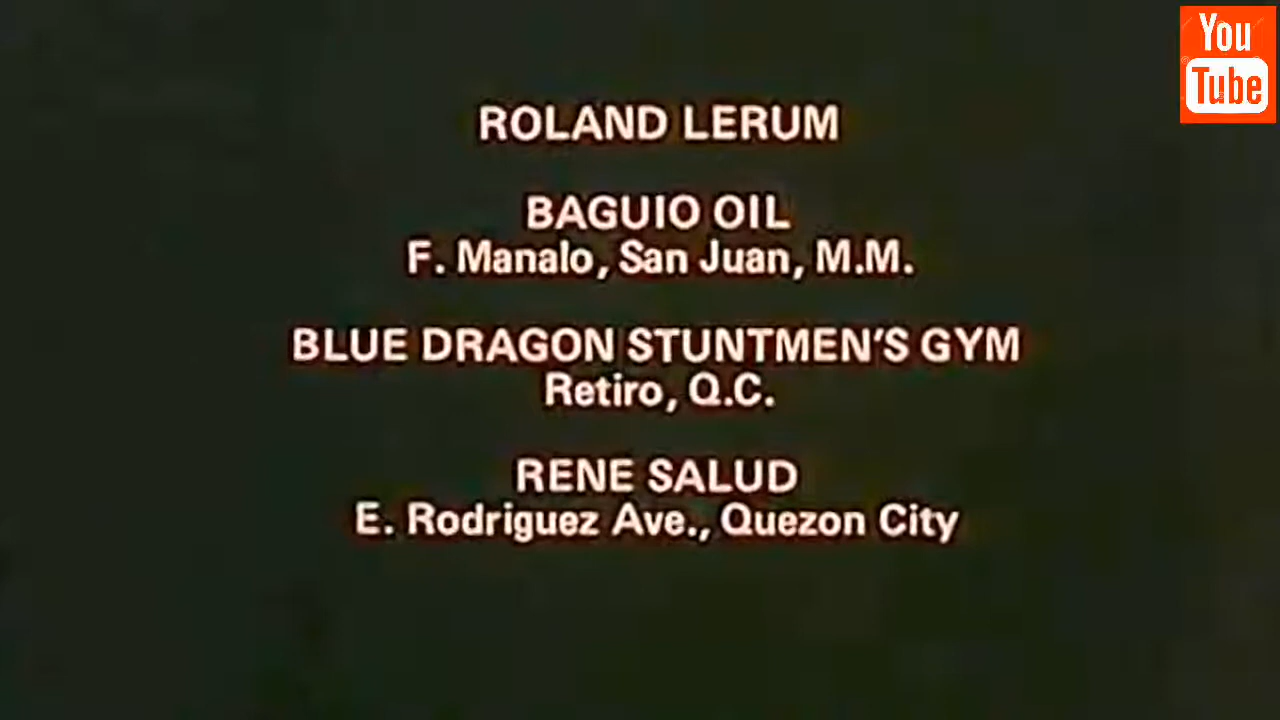 You
Tube
ROLAND LERUM
BAGUIO OIL
F. Manalo, San Juan, M.M.
BLUE DRAGON STUNTMEN'S GYM
Retiro, Q.C.
RENE SALUD
E. Rodriguez Ave., Quezon City